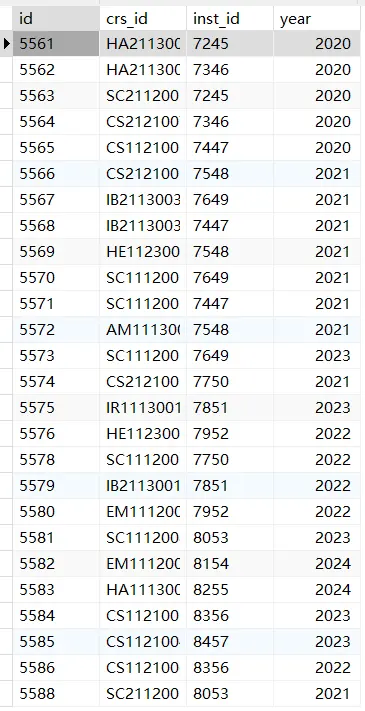 id crs_id inst_id year
5561 HA211300 7245 2020
5562 HA211300 7346 2020
5563 SC211200 7245 2020
5564 CS212100 7346 2020
5565 CS112100 7447 2020
5566 CS212100 7548 2021
5567 IB2113003 7649 2021
5568 IB2113003 7447 2021
5569 HE112300 7548 2021
5570 SC111200 7649 2021
5571 SC111200 7447 2021
5572 AM111300 7548 2021
5573 SC111200 7649 2023
5574 CS212100 7750 2021
5575 IR1113001 7851 2023
5576 HE112300 7952 2022
5578 SC111200 7750 2022
5579 IB2113001 7851 2022
5580 EM111200 7952 2022
5581 SC111200 8053 2023
5582 EM111200 8154 2024
5583 HA111300 8255 2024
5584 CS112100 8356 2023
5585 CS112100 8457 2023
5586 CS112100 8356 2022
5588 SC211200 8053 2021